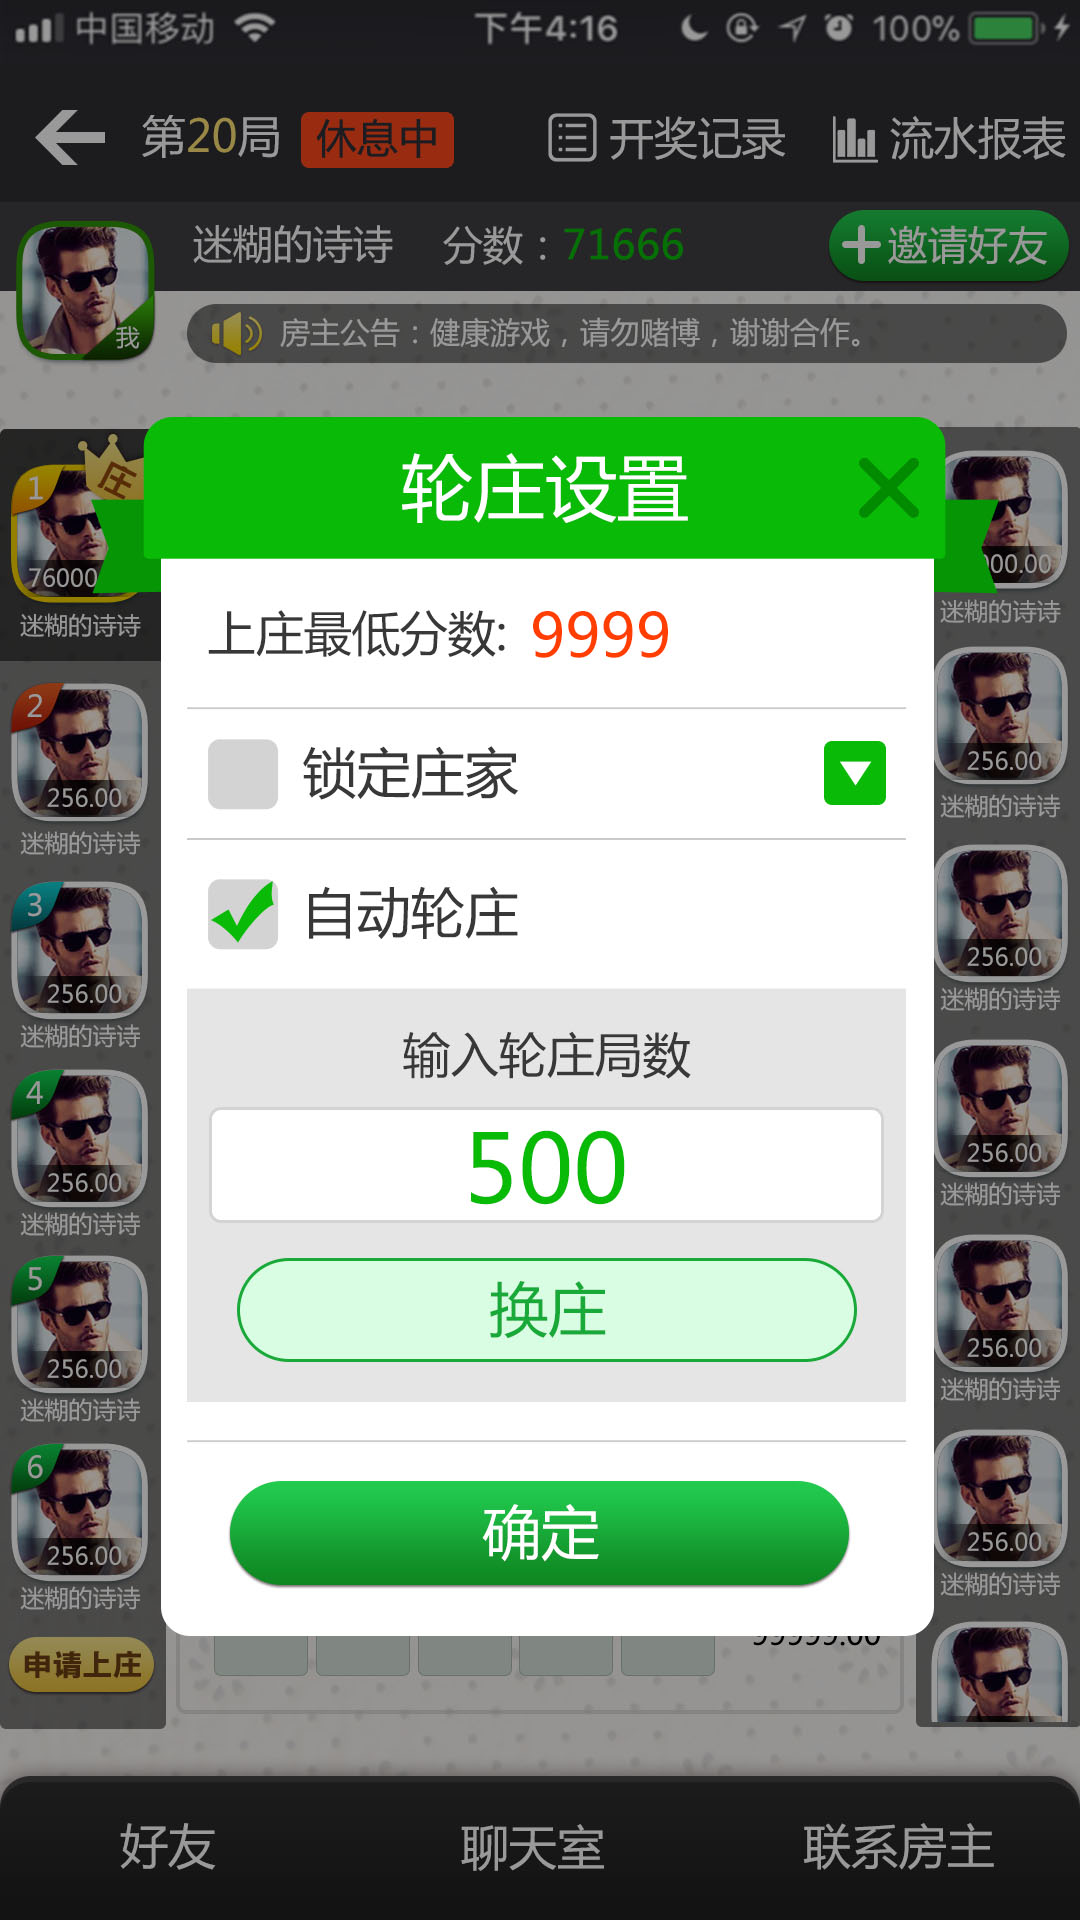 中国移动 下午4:16 100%
第20局 休息中 开奖记录 流水报表
迷糊的诗诗 分数：71666 邀请好友
我
房主公告：健康游戏，请勿赌博，谢谢合作。
轮庄设置
上庄最低分数: 9999
锁定庄家
自动轮庄
输入轮庄局数
500
换庄
确定
1
庄
76000
迷糊的诗诗
2
256.00
迷糊的诗诗
3
256.00
迷糊的诗诗
4
256.00
迷糊的诗诗
5
256.00
迷糊的诗诗
6
256.00
迷糊的诗诗
申请上庄
000.00
迷糊的诗诗
256.00
迷糊的诗诗
256.00
迷糊的诗诗
256.00
迷糊的诗诗
256.00
迷糊的诗诗
256.00
迷糊的诗诗
99999.00
好友 聊天室 联系房主